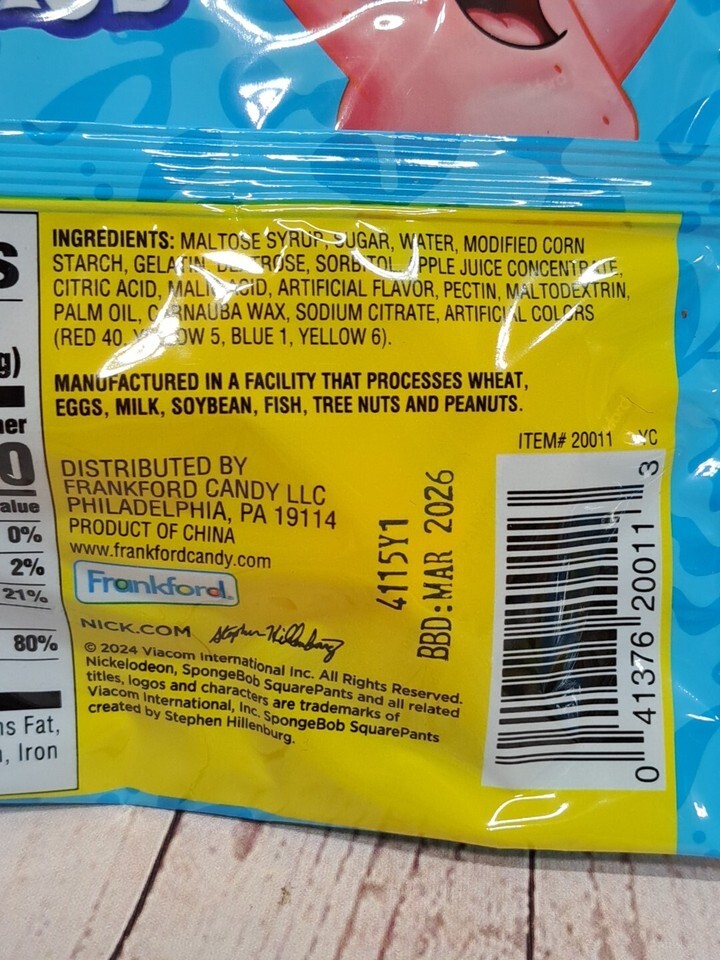 INGREDIENTS: MALTOSE SYRUP, SUGAR, WATER, MODIFIED CORN
STARCH, GELATIN, DEXTROSE, SORBITOL, APPLE JUICE CONCENTRATE,
CITRIC ACID, MALIC ACID, ARTIFICIAL FLAVOR, PECTIN, MALTODEXTRIN,
PALM OIL, CARNAUBA WAX, SODIUM CITRATE, ARTIFICIAL COLORS
(RED 40, YELLOW 5, BLUE 1, YELLOW 6).
MANUFACTURED IN A FACILITY THAT PROCESSES WHEAT,
EGGS, MILK, SOYBEAN, FISH, TREE NUTS AND PEANUTS.
ITEM# 20011 YC
DISTRIBUTED BY
FRANKFORD CANDY LLC
PHILADELPHIA, PA 19114
PRODUCT OF CHINA
www.frankfordcandy.com
Frankford.
4115Y1
BBD:MAR 2026
0 41376 20011 3
NICK.COM Stephen Hillenburg
© 2024 Viacom International Inc. All Rights Reserved.
Nickelodeon, SpongeBob SquarePants and all related
titles, logos and characters are trademarks of
Viacom International, Inc. SpongeBob SquarePants
created by Stephen Hillenburg.
0%
2%
21%
80%
Fat,
, Iron